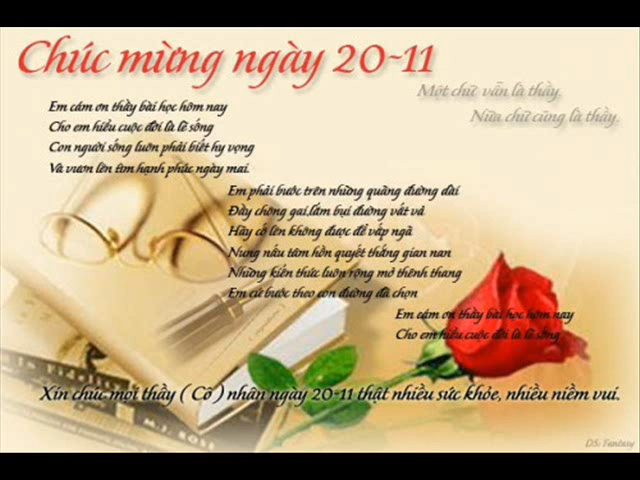 Chúc mừng ngày 20-11
Một chữ vẫn là thầy.
Nửa chữ cũng là thầy.
Em cám ơn thầy bài học hôm nay
Cho em hiểu cuộc đời là lẽ sống
Con người sống luôn phải biết hy vọng
Và vươn lên tìm hạnh phúc ngày mai.
Em phải bước trên những quãng đường dài
Đầy chông gai,lấm bụi đường vất vả
Hãy cố lên không được để vấp ngã
Nung nấu tâm hồn quyết thắng gian nan
Những kiến thức luôn rộng mở thênh thang
Em cứ bước theo con đường đã chọn
Em cám ơn thầy bài học hôm nay
Cho em hiểu cuộc đời là lẽ sống
Xin chúc mọi thầy ( Cô ) nhân ngày 20-11 thật nhiều sức khỏe, nhiều niềm vui.
M.J. ROSE
DS: Fantasy